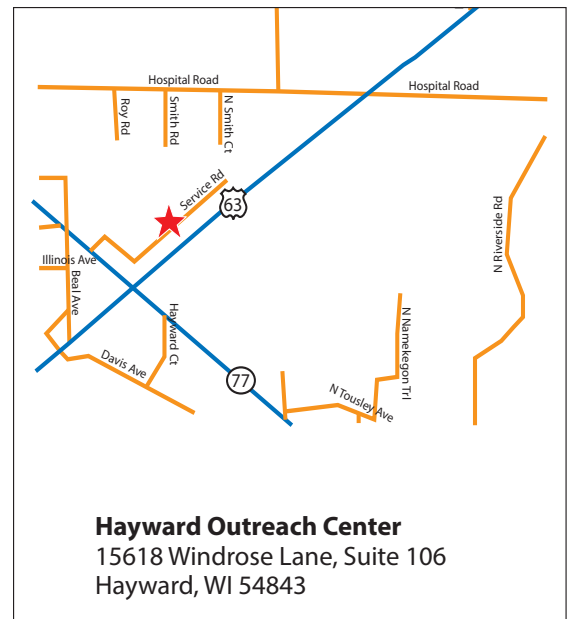 Hospital Road
Hospital Road
Roy Rd
Smith Rd
N Smith Ct
Service Rd
63
N Riverside Rd
Illinois Ave
Beal Ave
Hayward Ct
N Namekegon Trl
Davis Ave
77
N Tousley Ave
Hayward Outreach Center
15618 Windrose Lane, Suite 106
Hayward, WI 54843